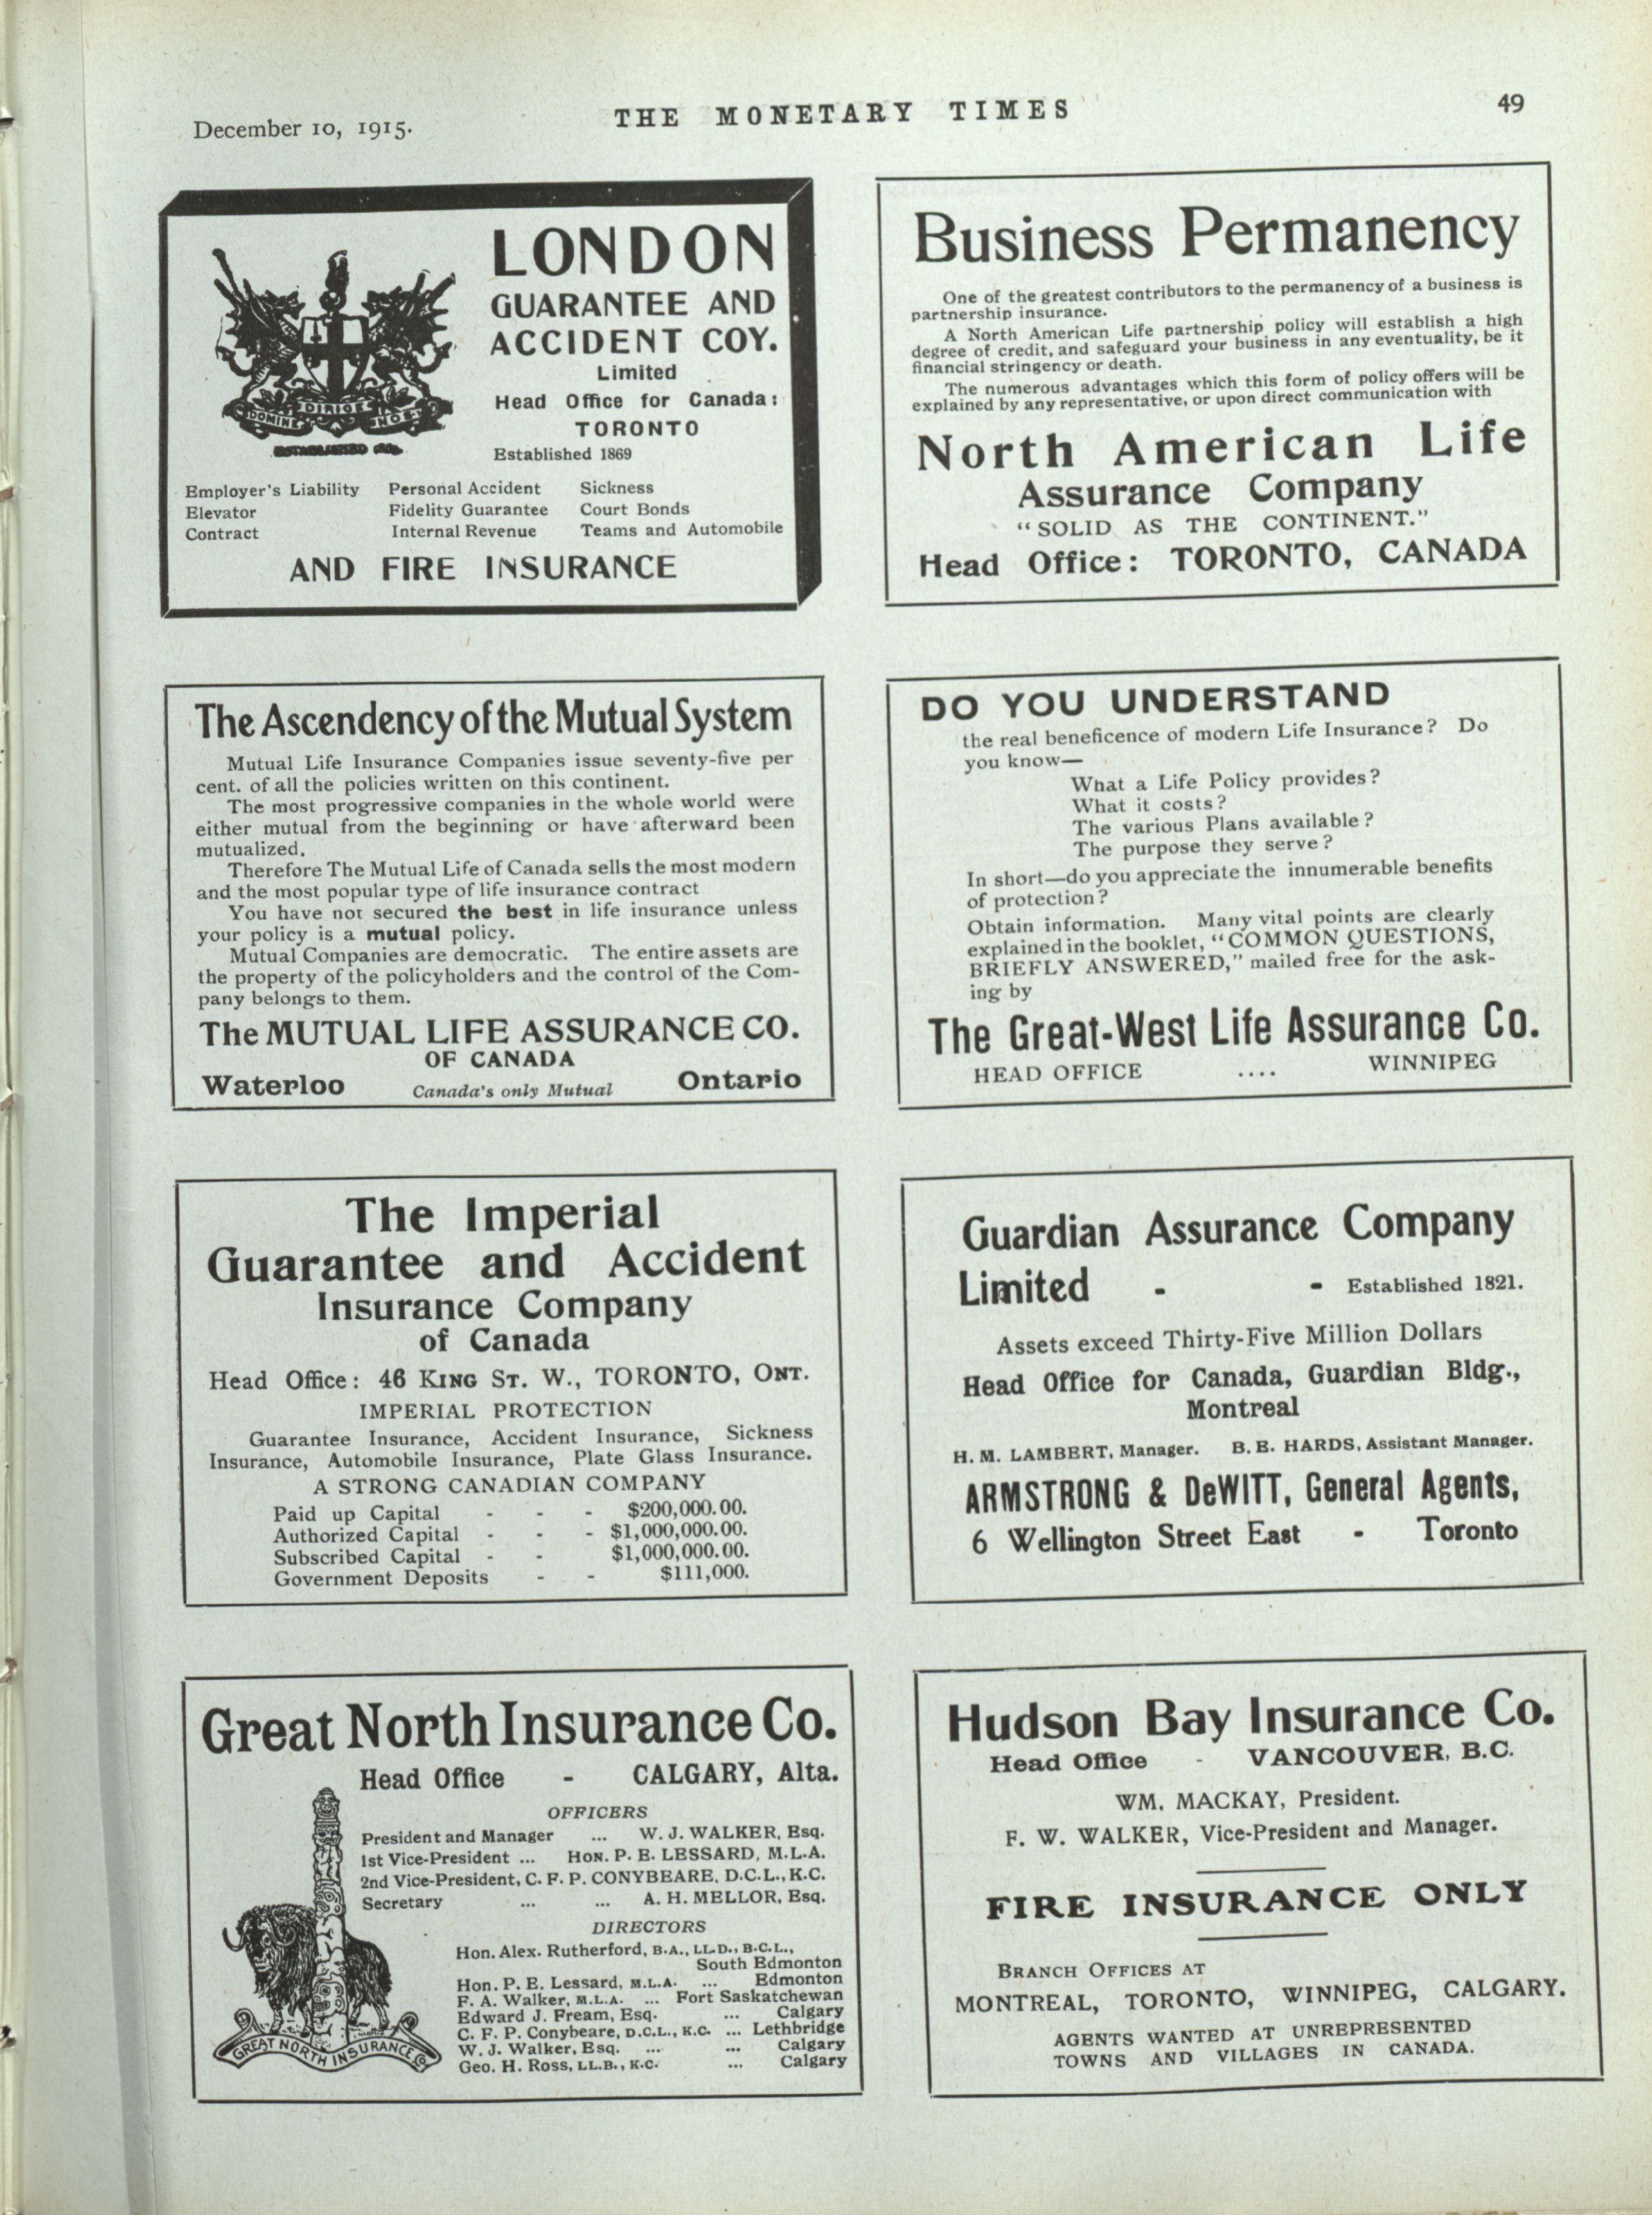 December 10, 1915.
THE MONETARY TIMES
49
DOMINE DIRIGE NOS
LONDON
GUARANTEE AND
ACCIDENT COY.
Limited
Head Office for Canada:
TORONTO
Established 1869
Employer's Liability Personal Accident Sickness
Elevator Fidelity Guarantee Court Bonds
Contract Internal Revenue Teams and Automobile
AND FIRE INSURANCE
Business Permanency
One of the greatest contributors to the permanency of a business is
partnership insurance.
A North American Life partnership policy will establish a high
degree of credit, and safeguard your business in any eventuality, be it
financial stringency or death.
The numerous advantages which this form of policy offers will be
explained by any representative, or upon direct communication with
North American Life
Assurance Company
"SOLID AS THE CONTINENT."
Head Office: TORONTO, CANADA
The Ascendency of the Mutual System
Mutual Life Insurance Companies issue seventy-five per
cent. of all the policies written on this continent.
The most progressive companies in the whole world were
either mutual from the beginning or have afterward been
mutualized.
Therefore The Mutual Life of Canada sells the most modern
and the most popular type of life insurance contract
You have not secured the best in life insurance unless
your policy is a mutual policy.
Mutual Companies are democratic. The entire assets are
the property of the policyholders and the control of the Com-
pany belongs to them.
The MUTUAL LIFE ASSURANCE CO.
OF CANADA
Waterloo Canada's only Mutual Ontario
DO YOU UNDERSTAND
the real beneficence of modern Life Insurance? Do
you know—
What a Life Policy provides?
What it costs?
The various Plans available?
The purpose they serve?
In short—do you appreciate the innumerable benefits
of protection?
Obtain information. Many vital points are clearly
explained in the booklet, "COMMON QUESTIONS,
BRIEFLY ANSWERED," mailed free for the ask-
ing by
The Great-West Life Assurance Co.
HEAD OFFICE .... WINNIPEG
The Imperial
Guarantee and Accident
Insurance Company
of Canada
Head Office: 46 KING ST. W., TORONTO, ONT.
IMPERIAL PROTECTION
Guarantee Insurance, Accident Insurance, Sickness
Insurance, Automobile Insurance, Plate Glass Insurance.
A STRONG CANADIAN COMPANY
Paid up Capital - - - $200,000.00.
Authorized Capital - - - $1,000,000.00.
Subscribed Capital - - $1,000,000.00.
Government Deposits - - $111,000.
Guardian Assurance Company
Limited - - Established 1821.
Assets exceed Thirty-Five Million Dollars
Head Office for Canada, Guardian Bldg.,
Montreal
H. M. LAMBERT, Manager. B. E. HARDS, Assistant Manager.
ARMSTRONG & DeWITT, General Agents,
6 Wellington Street East - Toronto
Great North Insurance Co.
Head Office - CALGARY, Alta.
OFFICERS
President and Manager ... W. J. WALKER, Esq.
1st Vice-President ... HON. P. E. LESSARD, M.L.A.
2nd Vice-President, C. F. P. CONYBEARE, D.C.L., K.C.
Secretary ... ... A. H. MELLOR, Esq.
DIRECTORS
Hon. Alex. Rutherford, B.A., LL.D., B.C.L.,
South Edmonton
Hon. P. E. Lessard, M.L.A. ... Edmonton
F. A. Walker, M.L.A. ... Fort Saskatchewan
Edward J. Fream, Esq. ... Calgary
C. F. P. Conybeare, D.C.L., K.C. ... Lethbridge
W. J. Walker, Esq. ... ... Calgary
Geo. H. Ross, LL.B., K.C. ... Calgary
GREAT NORTH INSURANCE Co
Hudson Bay Insurance Co.
Head Office - VANCOUVER, B.C.
WM. MACKAY, President.
F. W. WALKER, Vice-President and Manager.
FIRE INSURANCE ONLY
BRANCH OFFICES AT
MONTREAL, TORONTO, WINNIPEG, CALGARY.
AGENTS WANTED AT UNREPRESENTED
TOWNS AND VILLAGES IN CANADA.